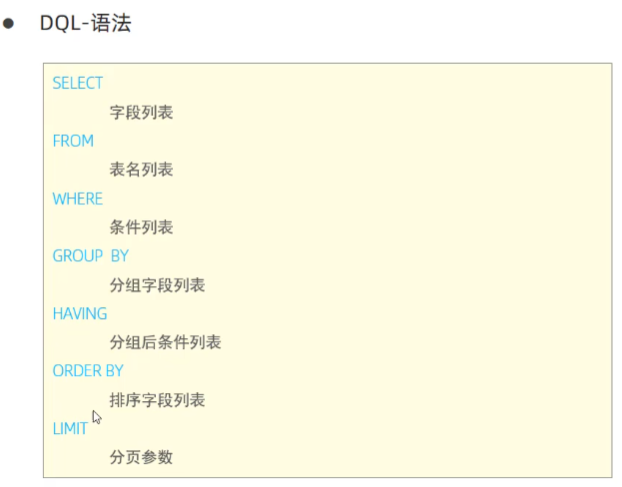 ● DQL-语法
SELECT
字段列表
FROM
表名列表
WHERE
条件列表
GROUP BY
分组字段列表
HAVING
分组后条件列表
ORDER BY
排序字段列表
LIMIT
分页参数